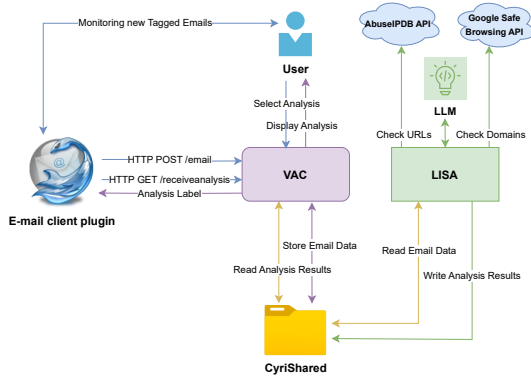 Monitoring new Tagged Emails
AbuseIPDB API
Google Safe
Browsing API
User
LLM
Select Analysis
Display Analysis
Check URLs
Check Domains
@
HTTP POST /email
HTTP GET /receiveanalysis
Analysis Label
VAC
LISA
E-mail client plugin
Store Email Data
Read Email Data
Read Analysis Results
Write Analysis Results
CyriShared